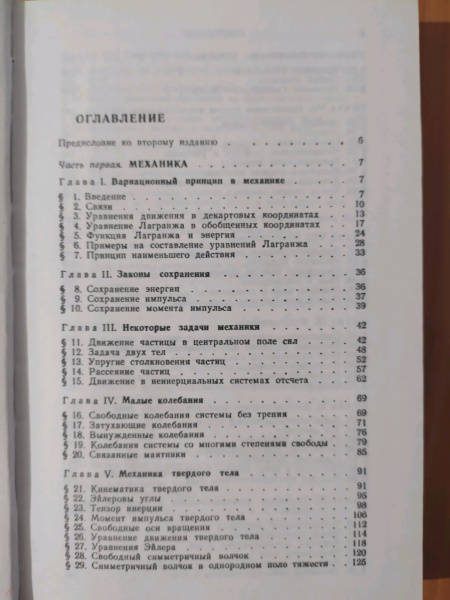 ОГЛАВЛЕНИЕ
Предисловие ко второму изданию . . . . . . . . . . 6
Часть первая. МЕХАНИКА . . . . . . . . . . 7
Глава I. Вариационный принцип в механике . . 7
§ 1. Введение . . . . . . . . . . 7
§ 2. Связи . . . . . . . . . . 10
§ 3. Уравнения движения в декартовых координатах . . . 13
§ 4. Уравнение Лагранжа в обобщенных координатах . . . 17
§ 5. Функция Лагранжа и энергия . . . . . . . 24
§ 6. Примеры на составление уравнений Лагранжа . . . 28
§ 7. Принцип наименьшего действия . . . . . . . 33
Глава II. Законы сохранения . . . . . . . . 36
§ 8. Сохранение энергии . . . . . . . . . . 36
§ 9. Сохранение импульса . . . . . . . . . . 37
§ 10. Сохранение момента импульса . . . . . . . 39
Глава III. Некоторые задачи механики . . . . . 42
§ 11. Движение частицы в центральном поле сил . . . . 42
§ 12. Задача двух тел . . . . . . . . . . 48
§ 13. Упругие столкновения частиц . . . . . . . 52
§ 14. Рассеяние частиц . . . . . . . . . . 57
§ 15. Движение в неинерциальных системах отсчета . . . 62
Глава IV. Малые колебания . . . . . . . . 69
§ 16. Свободные колебания системы без трения . . . . 69
§ 17. Затухающие колебания . . . . . . . . . 71
§ 18. Вынужденные колебания . . . . . . . . . 76
§ 19. Колебания системы со многими степенями свободы . . 79
§ 20. Связанные маятники . . . . . . . . . . 85
Глава V. Механика твердого тела . . . . . . . 91
§ 21. Кинематика твердого тела . . . . . . . . 91
§ 22. Эйлеровы углы . . . . . . . . . . 95
§ 23. Тензор инерции . . . . . . . . . . 98
§ 24. Момент импульса твердого тела . . . . . . 106
§ 25. Свободные оси вращения . . . . . . . . 112
§ 26. Уравнение движения твердого тела . . . . . 114
§ 27. Уравнения Эйлера . . . . . . . . . . 118
§ 28. Свободный симметричный волчок . . . . . . 120
§ 29. Симметричный волчок в однородном поле тяжести . . 125